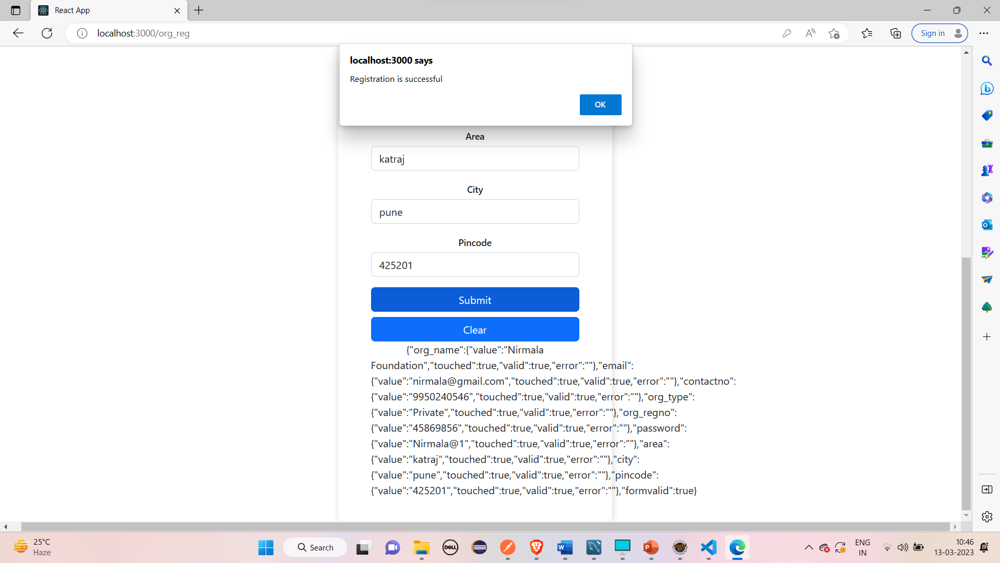 React App
localhost:3000/org_reg
Sign in
localhost:3000 says
Registration is successful
OK
Area
katraj
City
pune
Pincode
425201
Submit
Clear
{"org_name":{"value":"Nirmala
Foundation","touched":true,"valid":true,"error":""},"email":
{"value":"nirmala@gmail.com","touched":true,"valid":true,"error":""},"contactno":
{"value":"9950240546","touched":true,"valid":true,"error":""},"org_type":
{"value":"Private","touched":true,"valid":true,"error":""},"org_regno":
{"value":"45869856","touched":true,"valid":true,"error":""},"password":
{"value":"Nirmala@1","touched":true,"valid":true,"error":""},"area":
{"value":"katraj","touched":true,"valid":true,"error":""},"city":
{"value":"pune","touched":true,"valid":true,"error":""},"pincode":
{"value":"425201","touched":true,"valid":true,"error":""},"formvalid":true}
25°C
Haze
Search
DELL
ENG
IN
10:46
13-03-2023